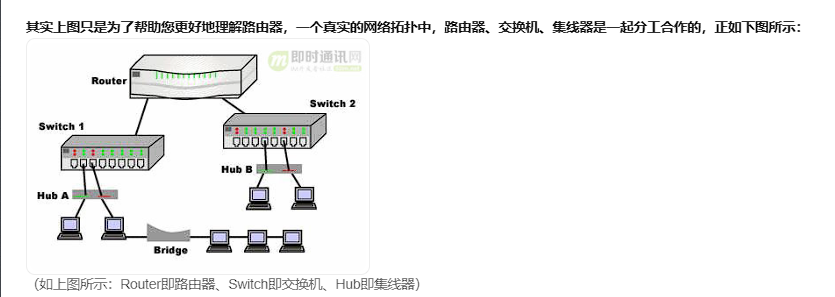 其实上图只是为了帮助您更好地理解路由器，一个真实的网络拓扑中，路由器、交换机、集线器是一起分工合作的，正如下图所示：
即时通讯网
Router
Switch 2
Switch 1
Hub B
Hub A
Bridge
（如上图所示：Router即路由器、Switch即交换机、Hub即集线器）